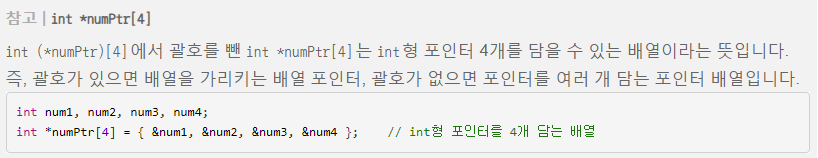 참고 | int *numPtr[4]
int (*numPtr)[4]에서 괄호를 뺀 int *numPtr[4]는 int형 포인터 4개를 담을 수 있는 배열이라는 뜻입니다.
즉, 괄호가 있으면 배열을 가리키는 배열 포인터, 괄호가 없으면 포인터를 여러 개 담는 포인터 배열입니다.
int num1, num2, num3, num4;
int *numPtr[4] = { &num1, &num2, &num3, &num4 };    // int형 포인터를 4개 담는 배열